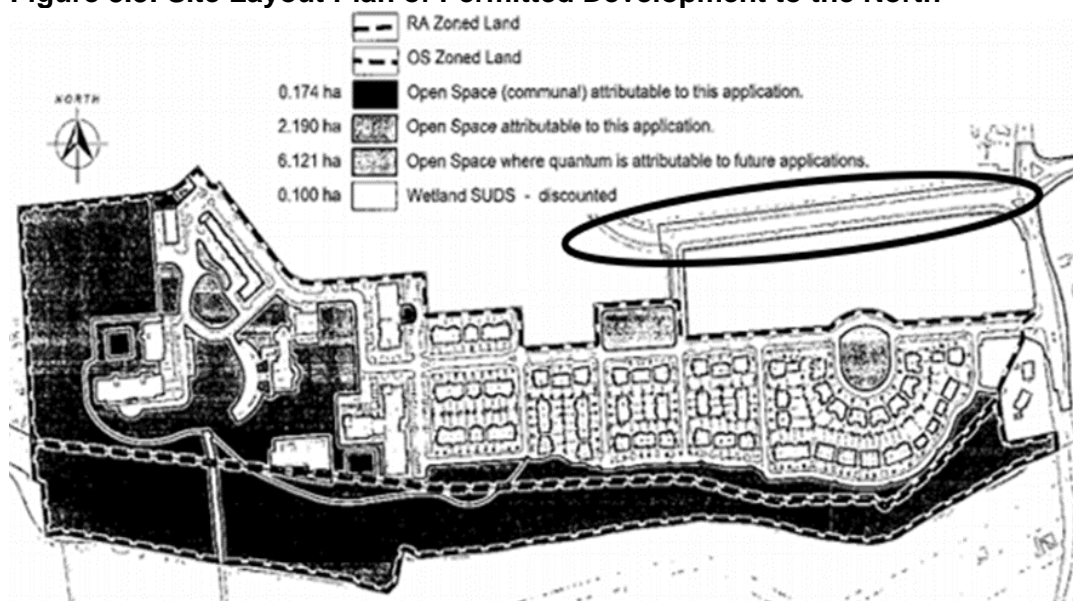 Figure 3.3: Site Layout Plan of Permitted Development to the North
RA Zoned Land
OS Zoned Land
0.174 ha Open Space (communal) attributable to this application.
2.190 ha Open Space attributable to this application.
6.121 ha Open Space where quantum is attributable to future applications.
0.100 ha Wetland SUDS - discounted
NORTH